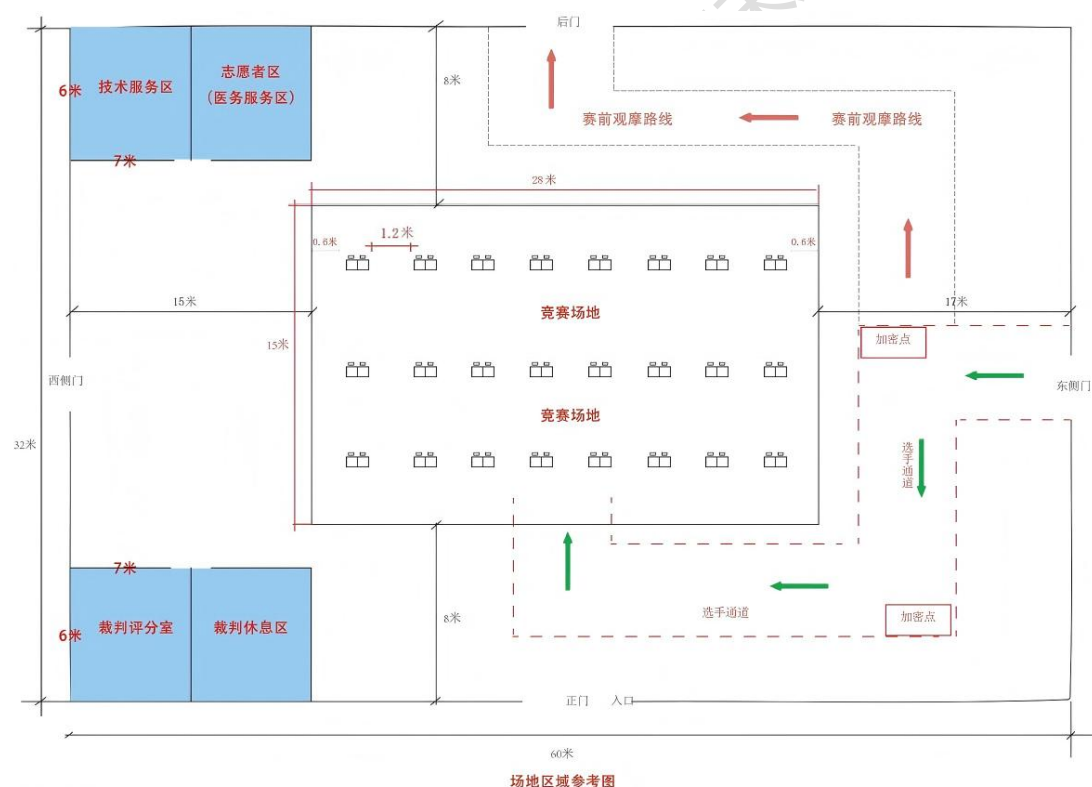 后门
6米
技术服务区
志愿者区
（医务服务区）
8米
赛前观摩路线
赛前观摩路线
7米
28米
0.6米
1.2米
0.6米
15米
竞赛场地
17米
15米
加密点
西侧门
东侧门
竞赛场地
32米
选手通道
7米
6米
裁判评分室
裁判休息区
8米
选手通道
加密点
正门 入口
60米
场地区域参考图